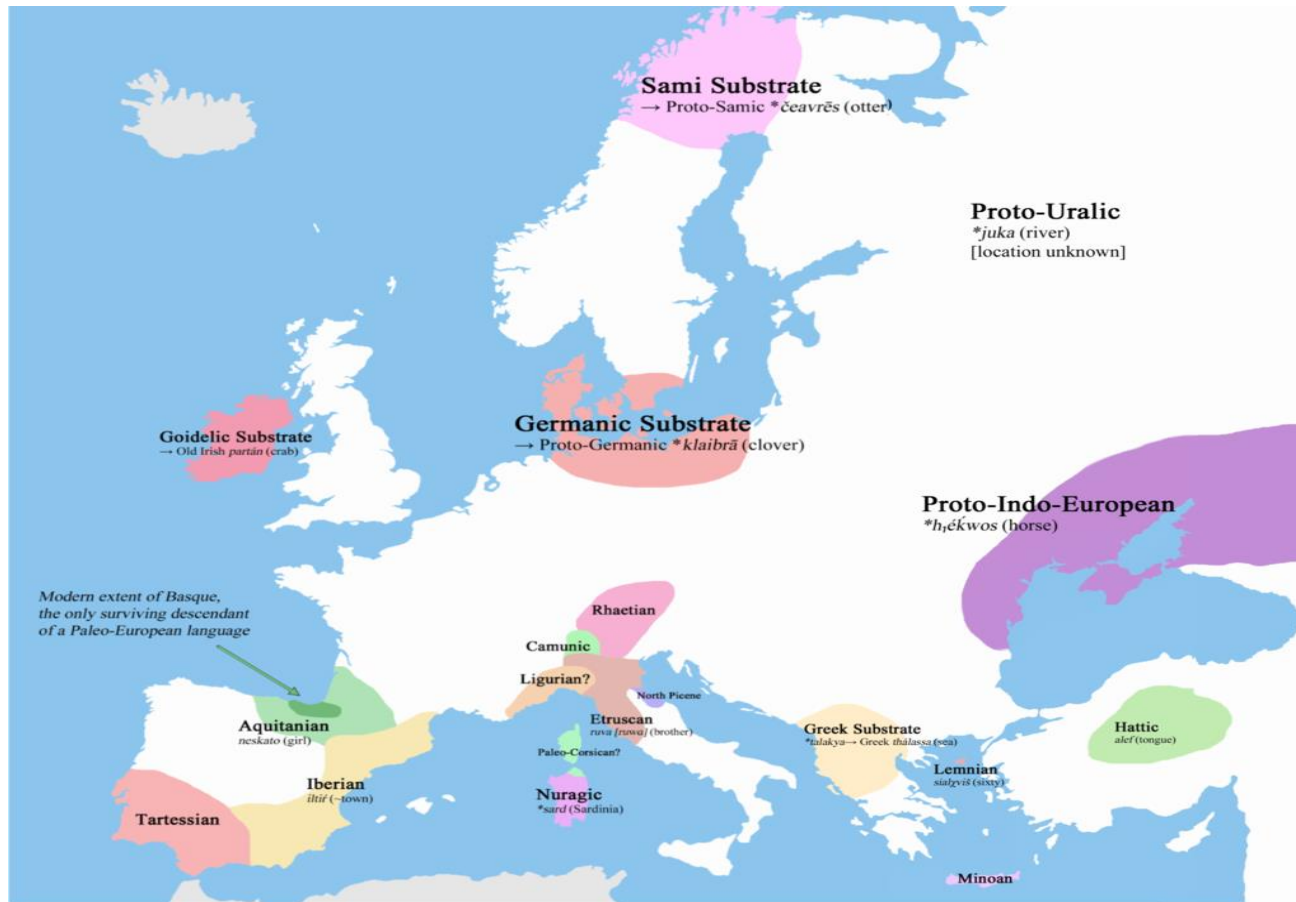 Sami Substrate
→ Proto-Samic *čeavrēs (otter)
Proto-Uralic
*juka (river)
[location unknown]
Goidelic Substrate
→ Old Irish partán (crab)
Germanic Substrate
→ Proto-Germanic *klaibrā (clover)
Proto-Indo-European
*h₁éḱwos (horse)
Modern extent of Basque,
the only surviving descendant
of a Paleo-European language
Rhaetian
Camunic
Ligurian?
North Picene
Etruscan
ruva [ruwa] (brother)
Aquitanian
neskato (girl)
Paleo-Corsican?
Greek Substrate
*talakya→ Greek thálassa (sea)
Hattic
alef (tongue)
Lemnian
sialχviš (sixty)
Iberian
iltiŕ (~town)
Nuragic
*sard (Sardinia)
Tartessian
Minoan